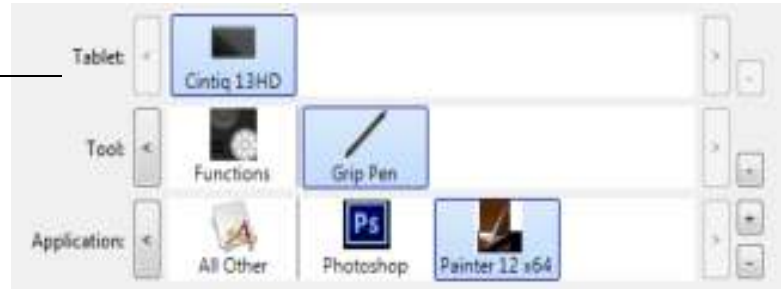 Tablet:
Cintiq 13HD
Tool:
Functions
Grip Pen
Application:
Ps
All Other
Photoshop
Painter 12 x64